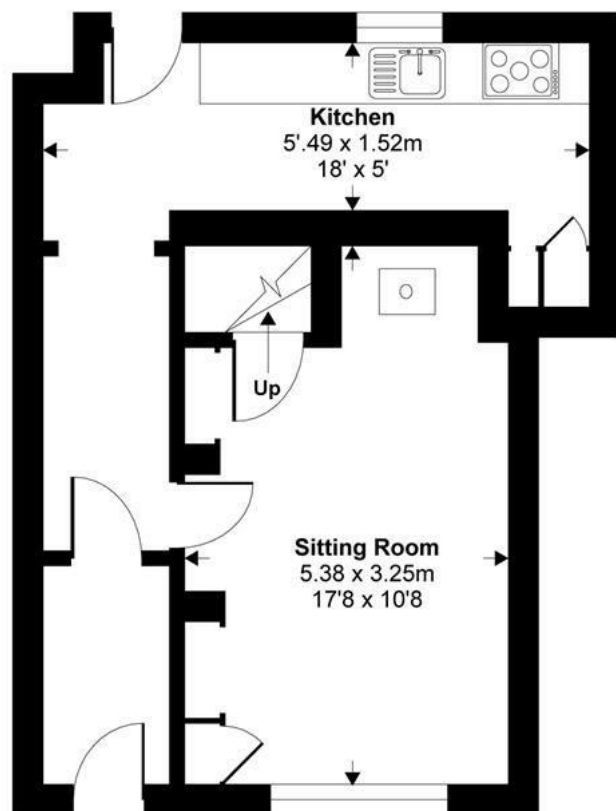 Kitchen
5'.49 x 1.52m
18' x 5'
Up
Sitting Room
5.38 x 3.25m
17'8 x 10'8